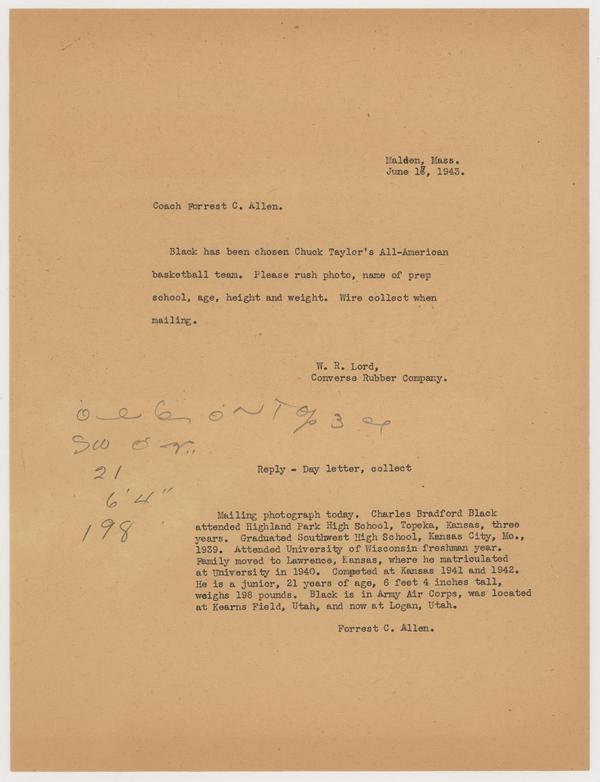 Malden, Mass.
June 18, 1943.
Coach Forrest C. Allen.
Black has been chosen Chuck Taylor's All-American
basketball team. Please rush photo, name of prep
school, age, height and weight. Wire collect when
mailing.
W. R. Lord,
Converse Rubber Company.
SW
21
6'4"
198
Reply - Day letter, collect
Mailing photograph today. Charles Bradford Black
attended Highland Park High School, Topeka, Kansas, three
years. Graduated Southwest High School, Kansas City, Mo.,
1939. Attended University of Wisconsin freshman year.
Family moved to Lawrence, Kansas, where he matriculated
at University in 1940. Competed at Kansas 1941 and 1942.
He is a junior, 21 years of age, 6 feet 4 inches tall,
weighs 198 pounds. Black is in Army Air Corps, was located
at Kearns Field, Utah, and now at Logan, Utah.
Forrest C. Allen.